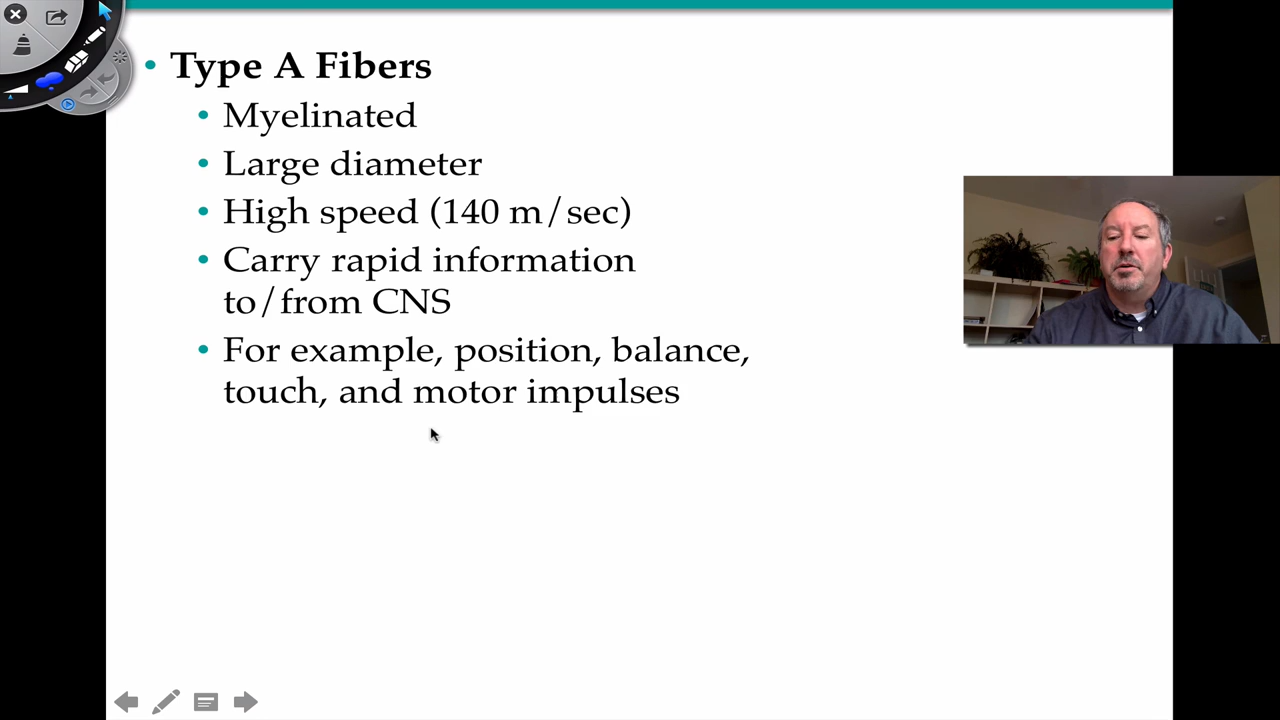 Type A Fibers
Myelinated
Large diameter
High speed (140 m/sec)
Carry rapid information
to/from CNS
For example, position, balance,
touch, and motor impulses